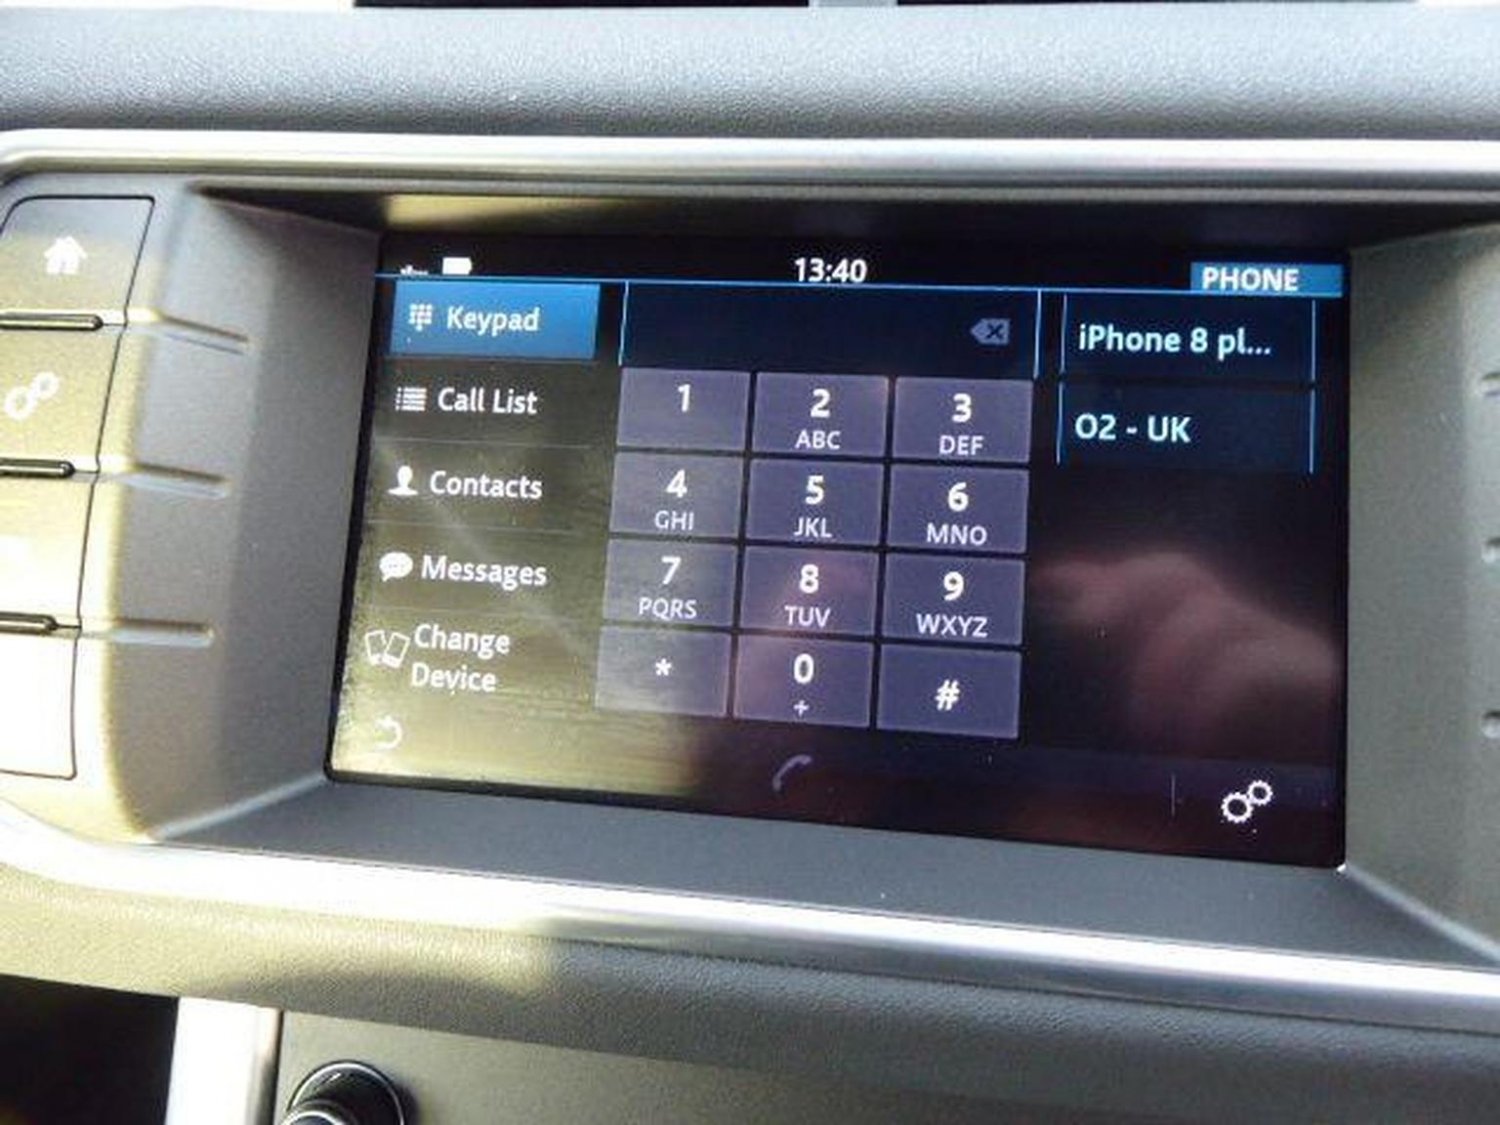 13:40
PHONE
Keypad
Call List
Contacts
Messages
Change
Device
1
2
ABC
3
DEF
4
GHI
5
JKL
6
MNO
7
PQRS
8
TUV
9
WXYZ
*
0
+
#
iPhone 8 pl...
O2 - UK